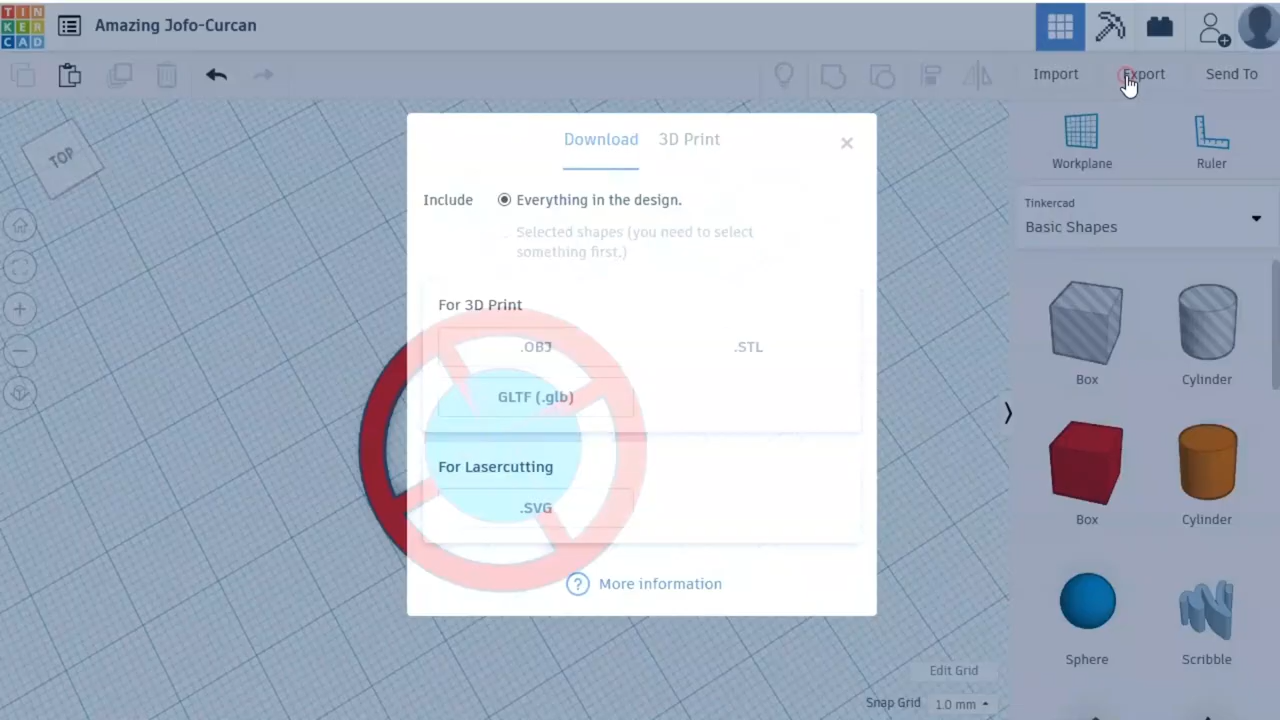 TIN
KER
CAD
Amazing Jofo-Curcan
Import
Export
Send To
TOP
Download
3D Print
Include
Everything in the design.
Selected shapes (you need to select
something first.)
For 3D Print
.OBJ
.STL
GLTF (.glb)
For Lasercutting
.SVG
More information
Workplane
Ruler
Tinkercad
Basic Shapes
Box
Cylinder
Box
Cylinder
Sphere
Scribble
Edit Grid
Snap Grid
1.0 mm